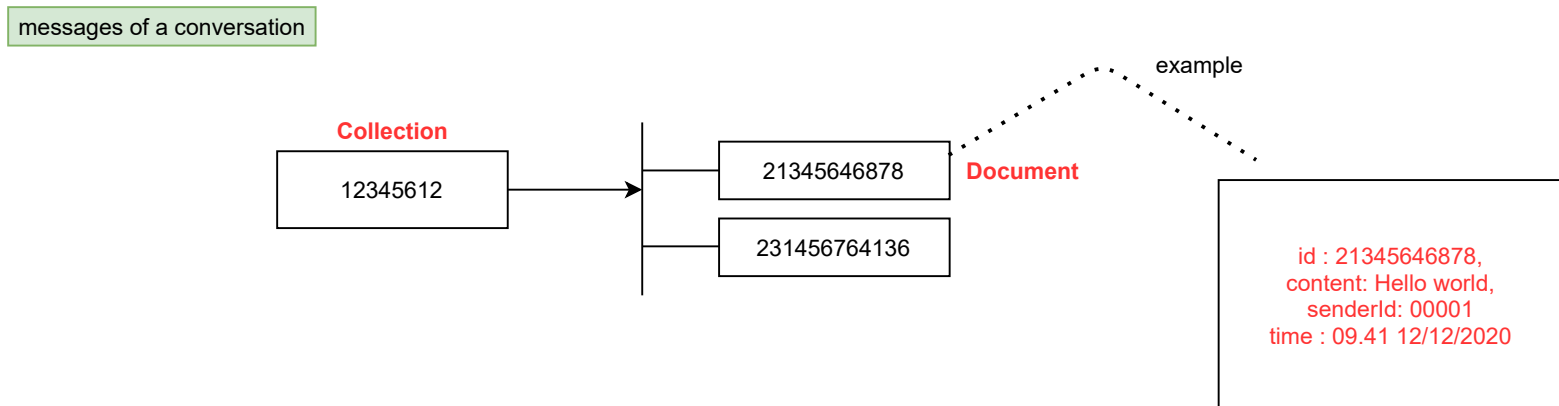 messages of a conversation
example
Collection
12345612
21345646878
Document
231456764136
id : 21345646878,
content: Hello world,
senderId: 00001
time : 09.41 12/12/2020